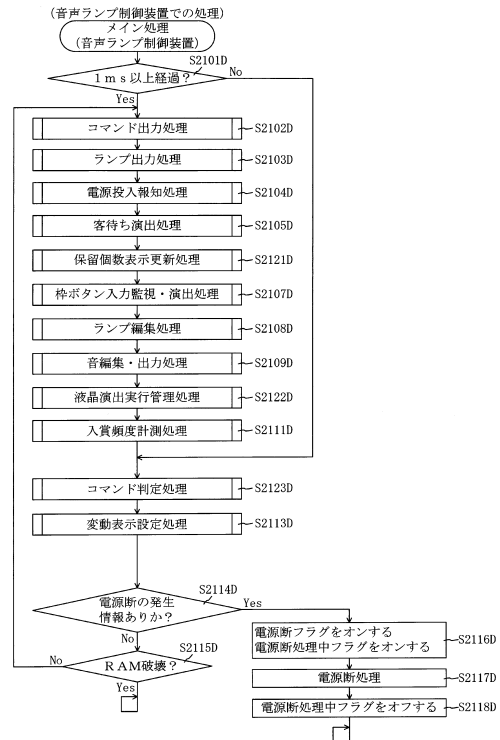 (音声ランプ制御装置での処理)
メイン処理
(音声ランプ制御装置)
S2101D
1ms以上経過?
No
Yes
コマンド出力処理 S2102D
ランプ出力処理 S2103D
電源投入報知処理 S2104D
客待ち演出処理 S2105D
保留個数表示更新処理 S2121D
枠ボタン入力監視・演出処理 S2107D
ランプ編集処理 S2108D
音編集・出力処理 S2109D
液晶演出実行管理処理 S2122D
入賞頻度計測処理 S2111D
コマンド判定処理 S2123D
変動表示設定処理 S2113D
S2114D
電源断の発生
情報ありか?
Yes
No
電源断フラグをオンする
電源断処理中フラグをオンする
S2116D
S2115D
RAM破壊?
No
Yes
電源断処理 S2117D
電源断処理中フラグをオフする S2118D